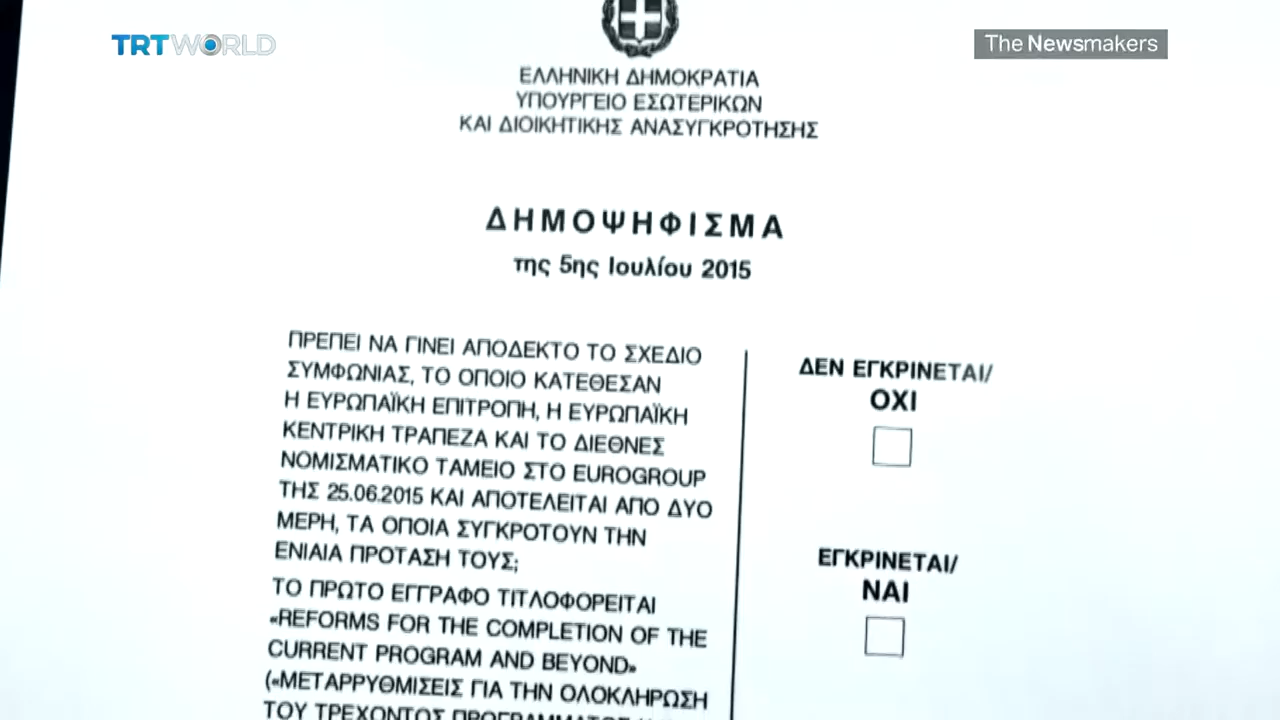 TRT WORLD
The Newsmakers
ΕΛΛΗΝΙΚΗ ΔΗΜΟΚΡΑΤΙΑ
ΥΠΟΥΡΓΕΙΟ ΕΣΩΤΕΡΙΚΩΝ
ΚΑΙ ΔΙΟΙΚΗΤΙΚΗΣ ΑΝΑΣΥΓΚΡΟΤΗΣΗΣ
ΔΗΜΟΨΗΦΙΣΜΑ
της 5ης Ιουλίου 2015
ΠΡΕΠΕΙ ΝΑ ΓΙΝΕΙ ΑΠΟΔΕΚΤΟ ΤΟ ΣΧΕΔΙΟ
ΣΥΜΦΩΝΙΑΣ, ΤΟ ΟΠΟΙΟ ΚΑΤΕΘΕΣΑΝ
Η ΕΥΡΩΠΑΪΚΗ ΕΠΙΤΡΟΠΗ, Η ΕΥΡΩΠΑΪΚΗ
ΚΕΝΤΡΙΚΗ ΤΡΑΠΕΖΑ ΚΑΙ ΤΟ ΔΙΕΘΝΕΣ
ΝΟΜΙΣΜΑΤΙΚΟ ΤΑΜΕΙΟ ΣΤΟ EUROGROUP
ΤΗΣ 25.06.2015 ΚΑΙ ΑΠΟΤΕΛΕΙΤΑΙ ΑΠΟ ΔΥΟ
ΜΕΡΗ, ΤΑ ΟΠΟΙΑ ΣΥΓΚΡΟΤΟΥΝ ΤΗΝ
ΕΝΙΑΙΑ ΠΡΟΤΑΣΗ ΤΟΥΣ;
ΤΟ ΠΡΩΤΟ ΕΓΓΡΑΦΟ ΤΙΤΛΟΦΟΡΕΙΤΑΙ
«REFORMS FOR THE COMPLETION OF THE
CURRENT PROGRAM AND BEYOND»
(«ΜΕΤΑΡΡΥΘΜΙΣΕΙΣ ΓΙΑ ΤΗΝ ΟΛΟΚΛΗΡΩΣΗ
ΤΟΥ ΤΡΕΧΟΝΤΟΣ ΠΡΟΓΡΑΜΜΑΤΟΣ
ΔΕΝ ΕΓΚΡΙΝΕΤΑΙ/
ΟΧΙ
ΕΓΚΡΙΝΕΤΑΙ/
ΝΑΙ